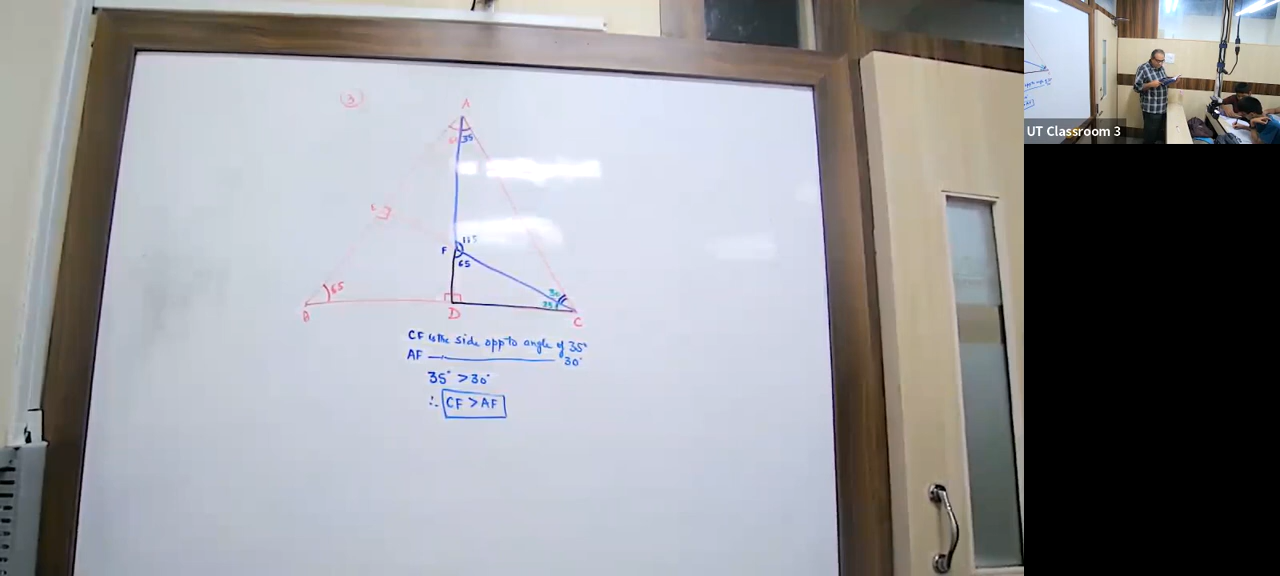 3
A
35
F
115
65
65
30
25
B
D
C
CF is the side opp to angle of 35°
AF ———————— 30°
35° > 30°
∴ CF > AF
UT Classroom 3